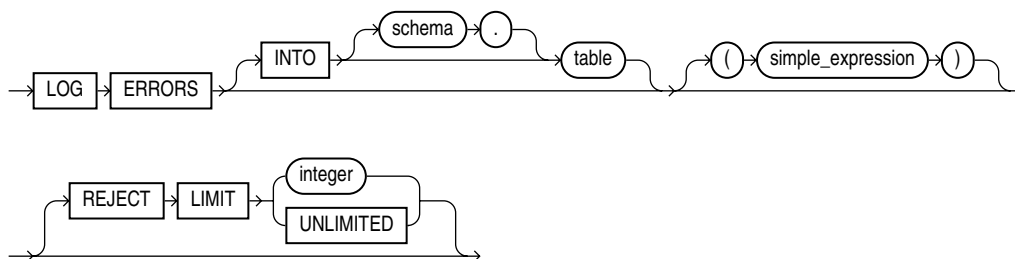 schema .
INTO table ( simple_expression )
LOG ERRORS
integer
REJECT LIMIT
UNLIMITED